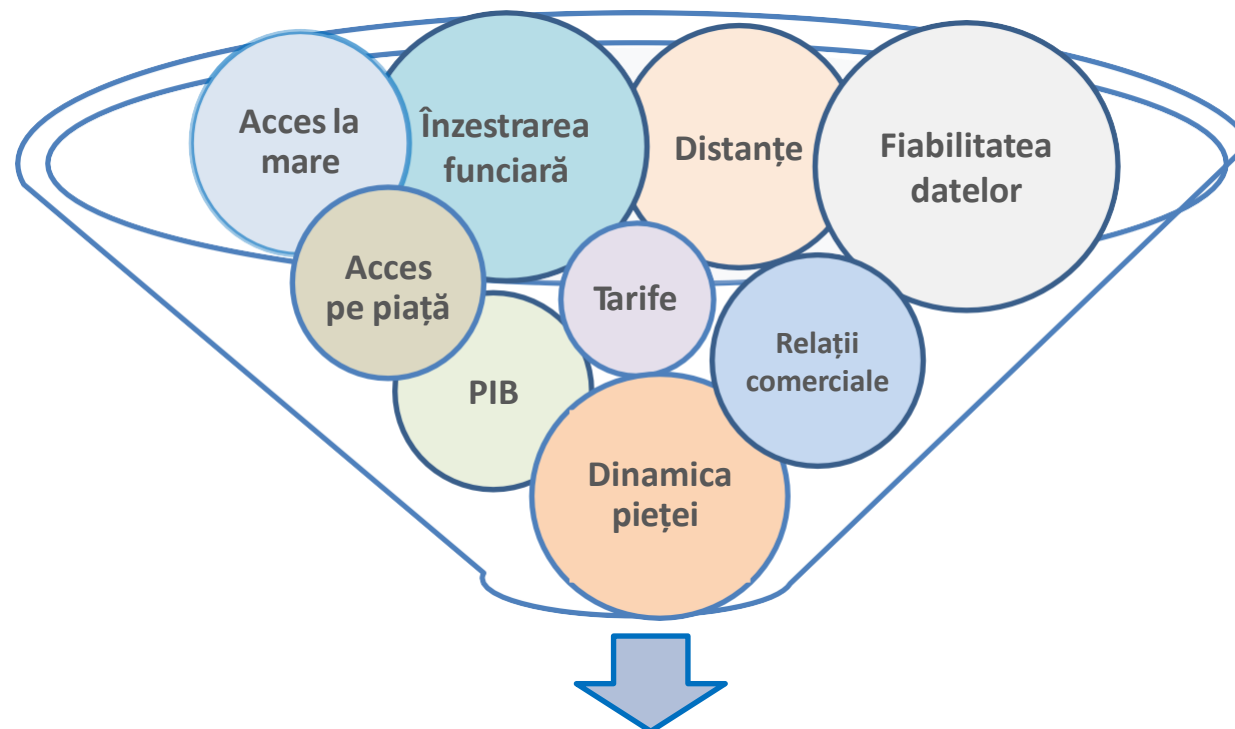 Acces la
mare
Înzestrarea
funciară
Distanțe
Fiabilitatea
datelor
Acces
pe piață
Tarife
Relații
comerciale
PIB
Dinamica
pieței